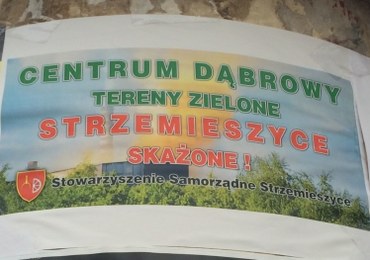 CENTRUM DĄBROWY
TERENY ZIELONE
STRZEMIESZYCE
SKAŻONE !
Stowarzyszenie Samorządne Strzemieszyce